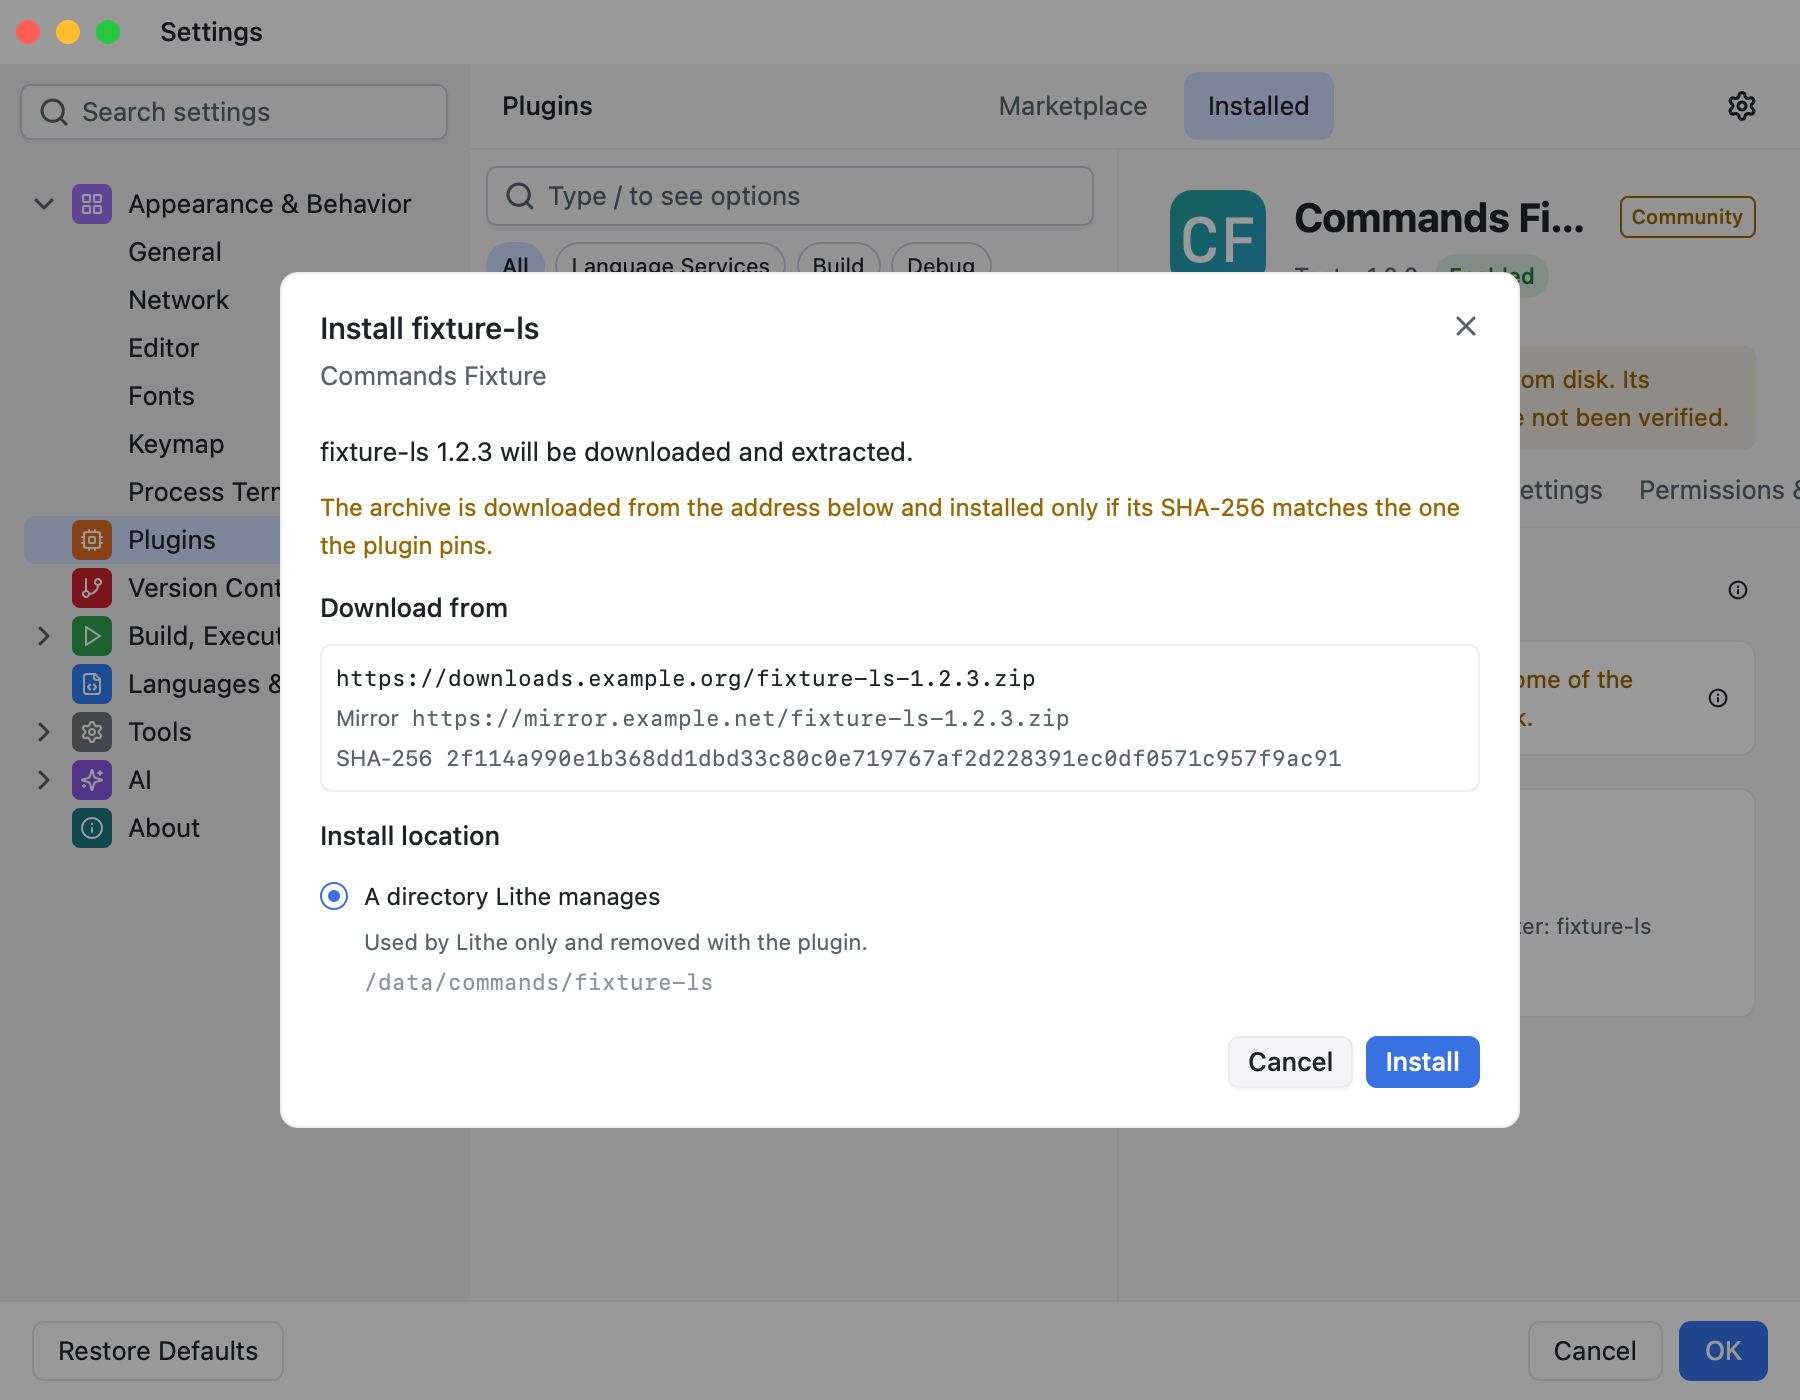 Settings
Search settings
Appearance & Behavior
General
Network
Editor
Fonts
Keymap
Process
Plugins
Version
Build,
Languages &
Tools
AI
About
Plugins
Marketplace
Installed
Type / to see options
All
Language Services
Build
Debug
CF
Commands Fi...
Community
om disk. Its
not been verified.
ettings
Permissions &
ome of the
k.
ter: fixture-ls
Install fixture-ls
Commands Fixture
fixture-ls 1.2.3 will be downloaded and extracted.
The archive is downloaded from the address below and installed only if its SHA-256 matches the one
the plugin pins.
Download from
https://downloads.example.org/fixture-ls-1.2.3.zip
Mirror https://mirror.example.net/fixture-ls-1.2.3.zip
SHA-256 2f114a990e1b368dd1dbd33c80c0e719767af2d228391ec0df0571c957f9ac91
Install location
A directory Lithe manages
Used by Lithe only and removed with the plugin.
/data/commands/fixture-ls
Cancel
Install
Restore Defaults
Cancel
OK